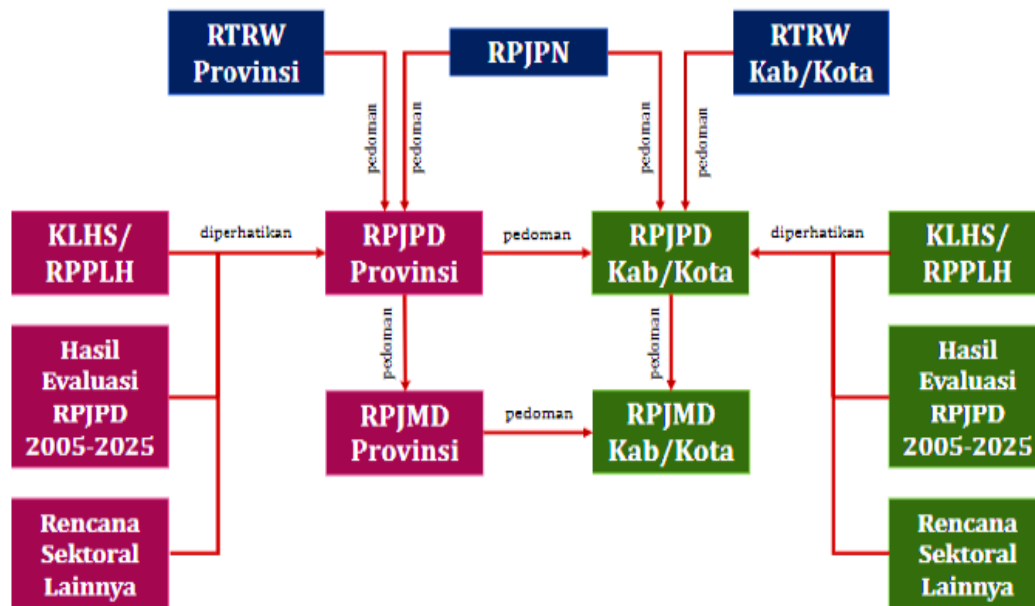 RTRW
Provinsi
RPJPN
RTRW
Kab/Kota
pedoman
pedoman
pedoman
pedoman
KLHS/
RPPLH
diperhatikan
RPJPD
Provinsi
pedoman
RPJPD
Kab/Kota
diperhatikan
KLHS/
RPPLH
Hasil
Evaluasi
RPJPD
2005-2025
pedoman
pedoman
Hasil
Evaluasi
RPJPD
2005-2025
RPJMD
Provinsi
pedoman
RPJMD
Kab/Kota
Rencana
Sektoral
Lainnya
Rencana
Sektoral
Lainnya